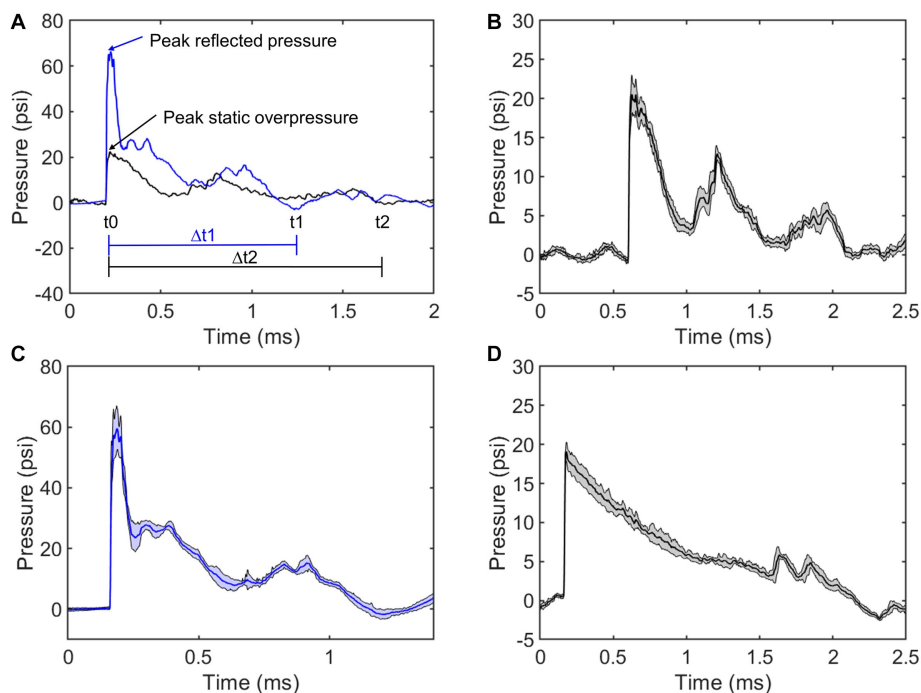 A
80
60
40
20
0
-20
-40
Pressure (psi)
Peak reflected pressure
Peak static overpressure
t0
t1
t2
Δt1
Δt2
0
0.5
1
1.5
2
Time (ms)
B
30
25
20
15
10
5
0
-5
Pressure (psi)
0
0.5
1
1.5
2
2.5
Time (ms)
C
80
60
40
20
0
Pressure (psi)
0
0.5
1
Time (ms)
D
30
25
20
15
10
5
0
-5
Pressure (psi)
0
0.5
1
1.5
2
2.5
Time (ms)